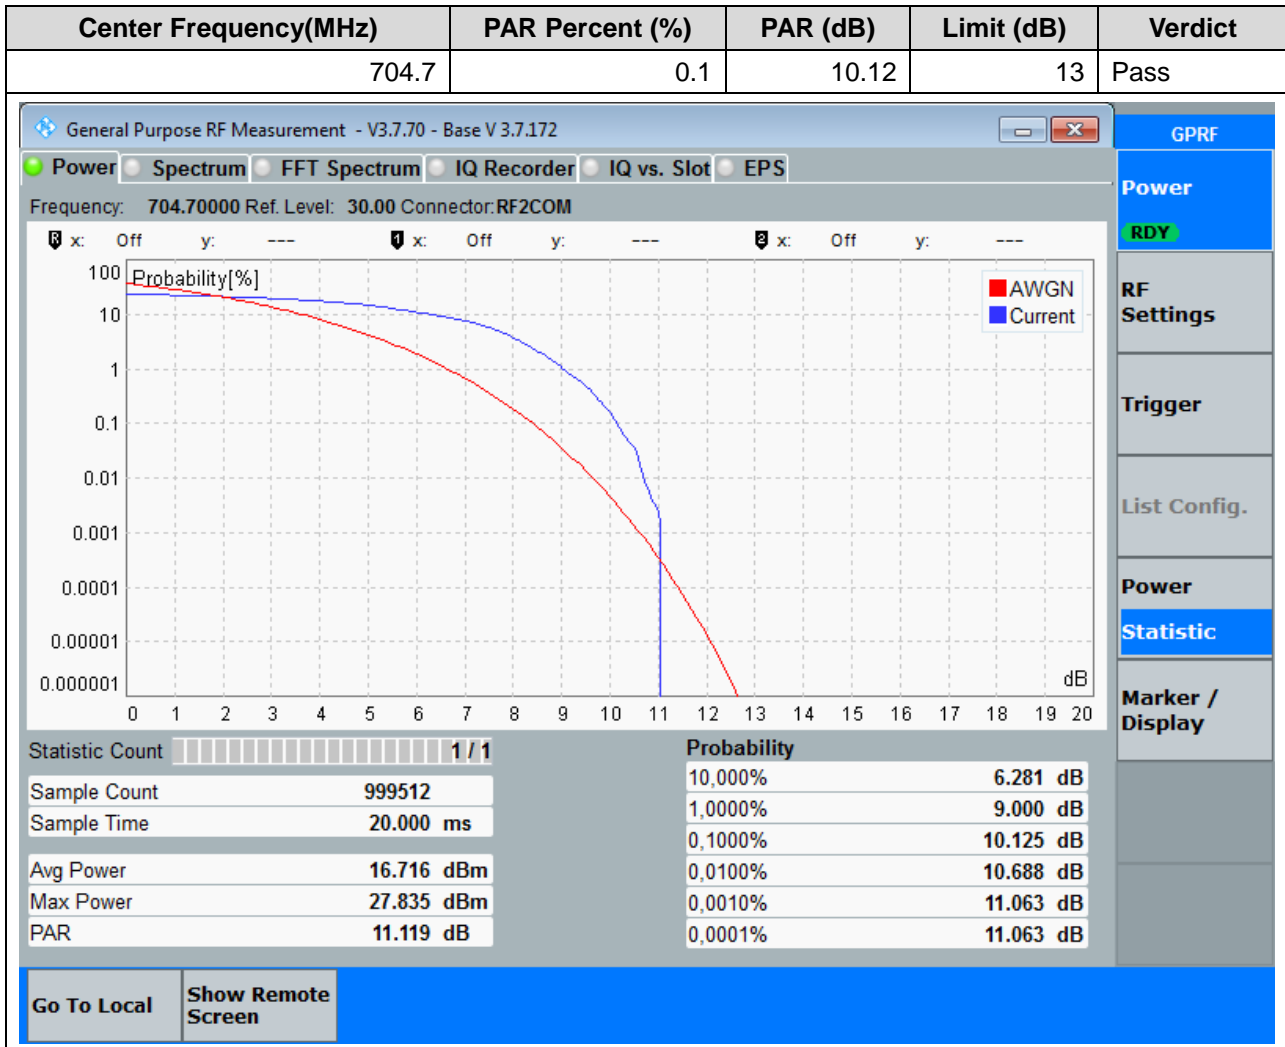 Center Frequency(MHz) PAR Percent (%) PAR (dB) Limit (dB) Verdict
704.7 0.1 10.12 13 Pass
General Purpose RF Measurement - V3.7.70 - Base V 3.7.172
GPRF
Power Spectrum FFT Spectrum IQ Recorder IQ vs. Slot EPS
Power
RDY
Frequency: 704.70000 Ref. Level: 30.00 Connector:RF2COM
R x: Off y: --- 1 x: Off y: --- 2 x: Off y: ---
Probability[%]
AWGN
Current
100
10
1
0.1
0.01
0.001
0.0001
0.00001
0.000001
dB
0 1 2 3 4 5 6 7 8 9 10 11 12 13 14 15 16 17 18 19 20
RF
Settings
Trigger
List Config.
Power
Statistic
Marker /
Display
Statistic Count 1 / 1
Sample Count 999512
Sample Time 20.000 ms
Avg Power 16.716 dBm
Max Power 27.835 dBm
PAR 11.119 dB
Probability
10,000% 6.281 dB
1,0000% 9.000 dB
0,1000% 10.125 dB
0,0100% 10.688 dB
0,0010% 11.063 dB
0,0001% 11.063 dB
Go To Local
Show Remote
Screen